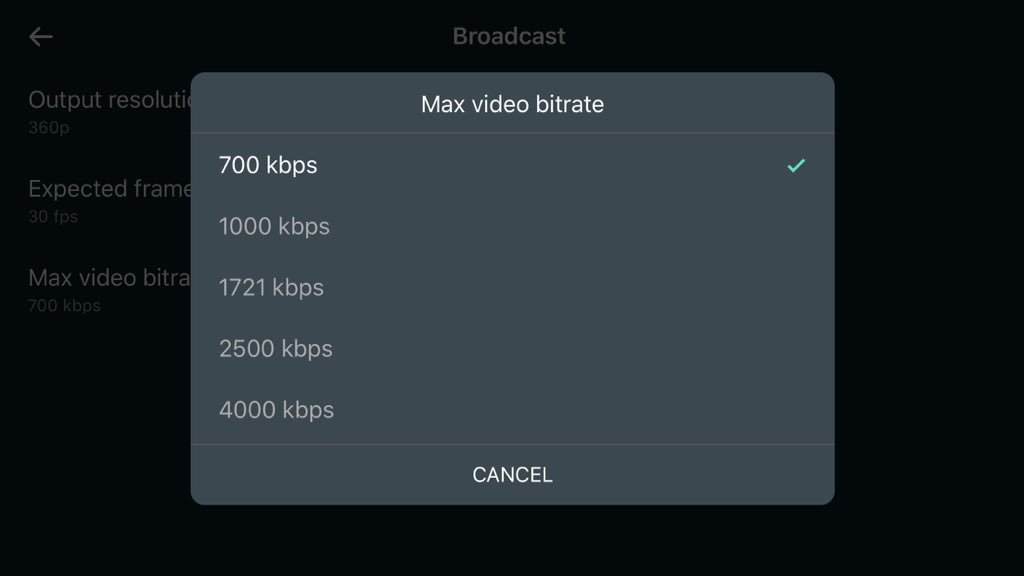 Broadcast
Output resolutio
360p
Expected frame
30 fps
Max video bitra
700 kbps
Max video bitrate
700 kbps
1000 kbps
1721 kbps
2500 kbps
4000 kbps
CANCEL